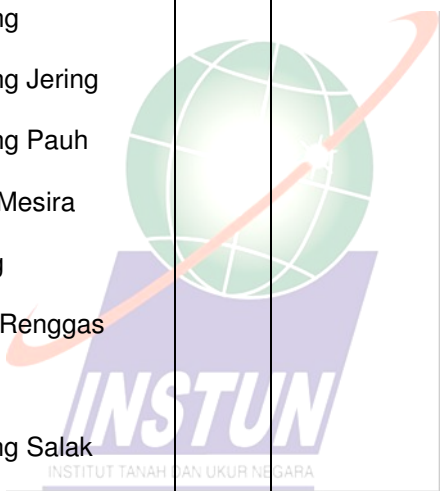 ng
ng Jering
ng Pauh
Mesira
g
Renggas
ng Salak
INSTUN
INSTITUT TANAH DAN UKUR NEGARA